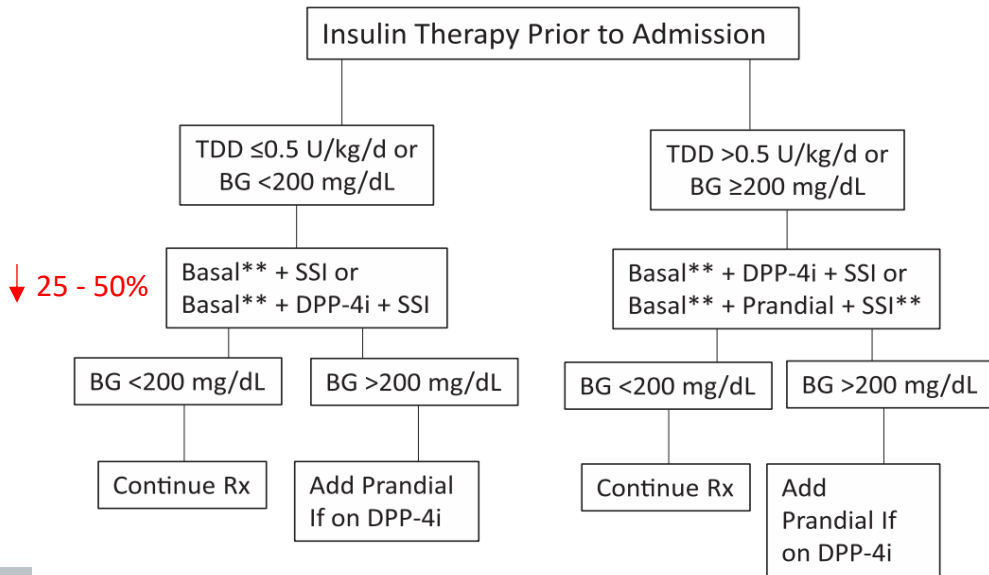 Insulin Therapy Prior to Admission
TDD ≤0.5 U/kg/d or
BG <200 mg/dL
TDD >0.5 U/kg/d or
BG ≥200 mg/dL
↓ 25 - 50%
Basal** + SSI or
Basal** + DPP-4i + SSI
Basal** + DPP-4i + SSI or
Basal** + Prandial + SSI**
BG <200 mg/dL
BG >200 mg/dL
BG <200 mg/dL
BG >200 mg/dL
Continue Rx
Add Prandial
If on DPP-4i
Continue Rx
Add
Prandial If
on DPP-4i